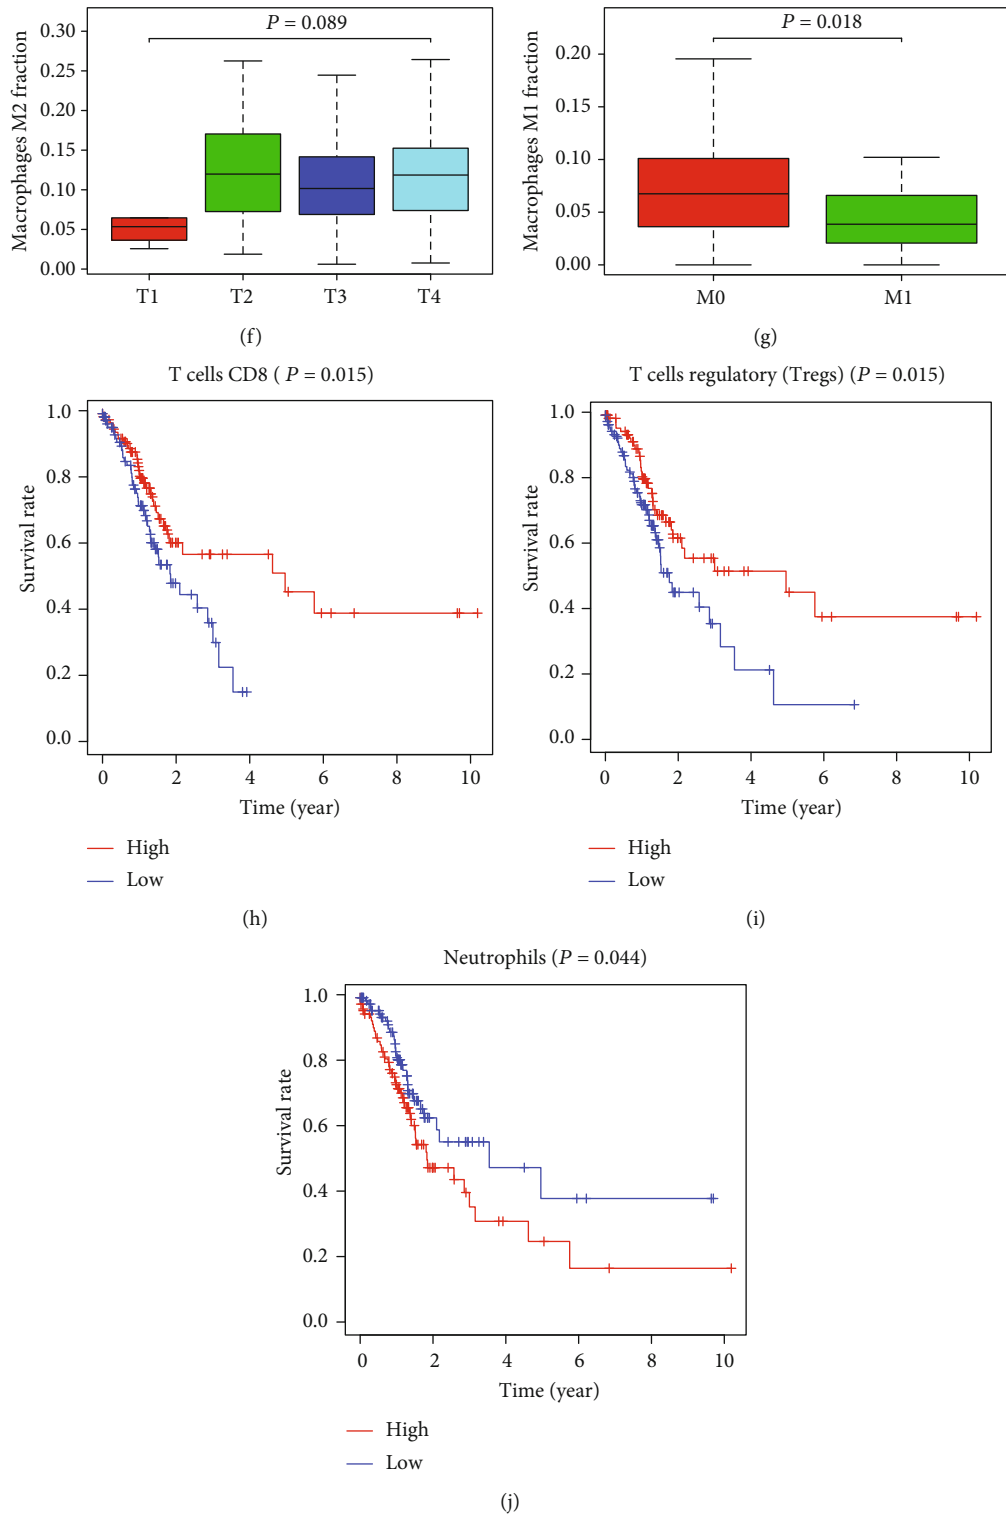 P = 0.089
Macrophages M2 fraction
0.30
0.25
0.20
0.15
0.10
0.05
0.00
T1 T2 T3 T4
(f)
P = 0.018
Macrophages M1 fraction
0.20
0.15
0.10
0.05
0.00
M0 M1
(g)
T cells CD8 ( P = 0.015)
Survival rate
1.0
0.8
0.6
0.4
0.2
0.0
0 2 4 6 8 10
Time (year)
High
Low
(h)
T cells regulatory (Tregs) (P = 0.015)
Survival rate
1.0
0.8
0.6
0.4
0.2
0.0
0 2 4 6 8 10
Time (year)
High
Low
(i)
Neutrophils (P = 0.044)
Survival rate
1.0
0.8
0.6
0.4
0.2
0.0
0 2 4 6 8 10
Time (year)
High
Low
(j)